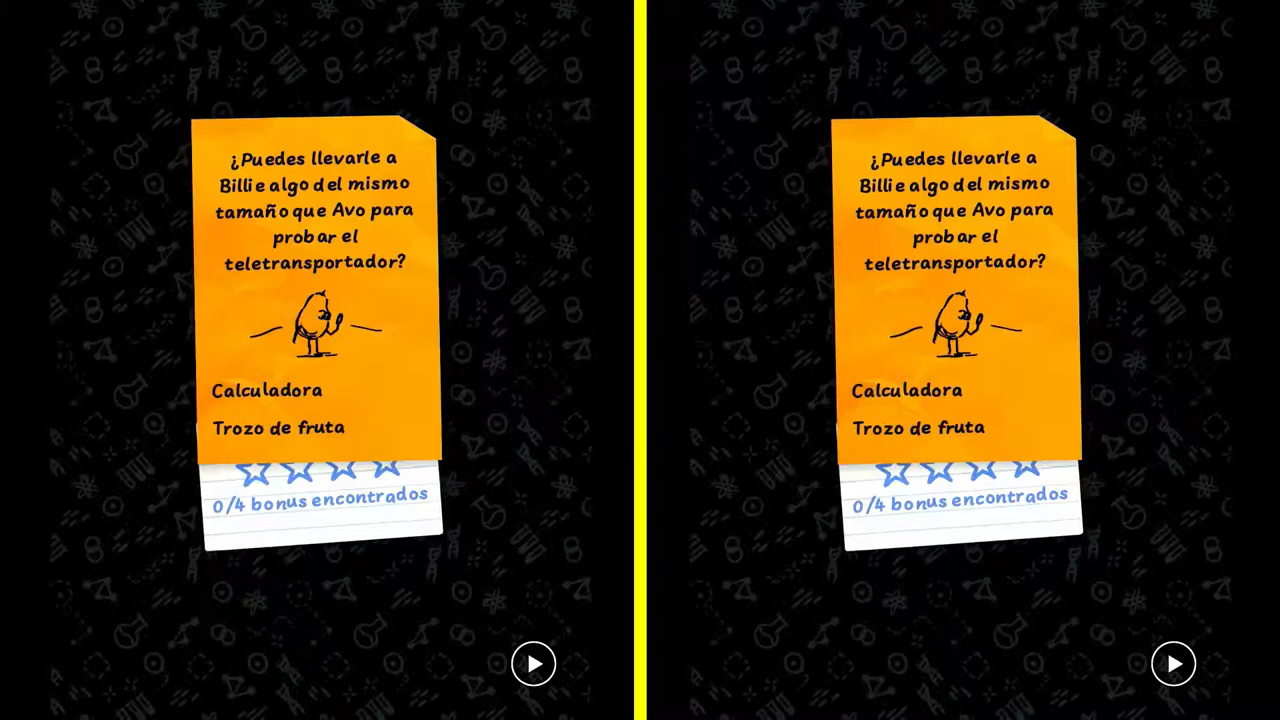 ¿Puedes llevarle a
Billie algo del mismo
tamaño que Avo para
probar el
teletransportador?
Calculadora
Trozo de fruta
0/4 bonus encontrados
¿Puedes llevarle a
Billie algo del mismo
tamaño que Avo para
probar el
teletransportador?
Calculadora
Trozo de fruta
0/4 bonus encontrados